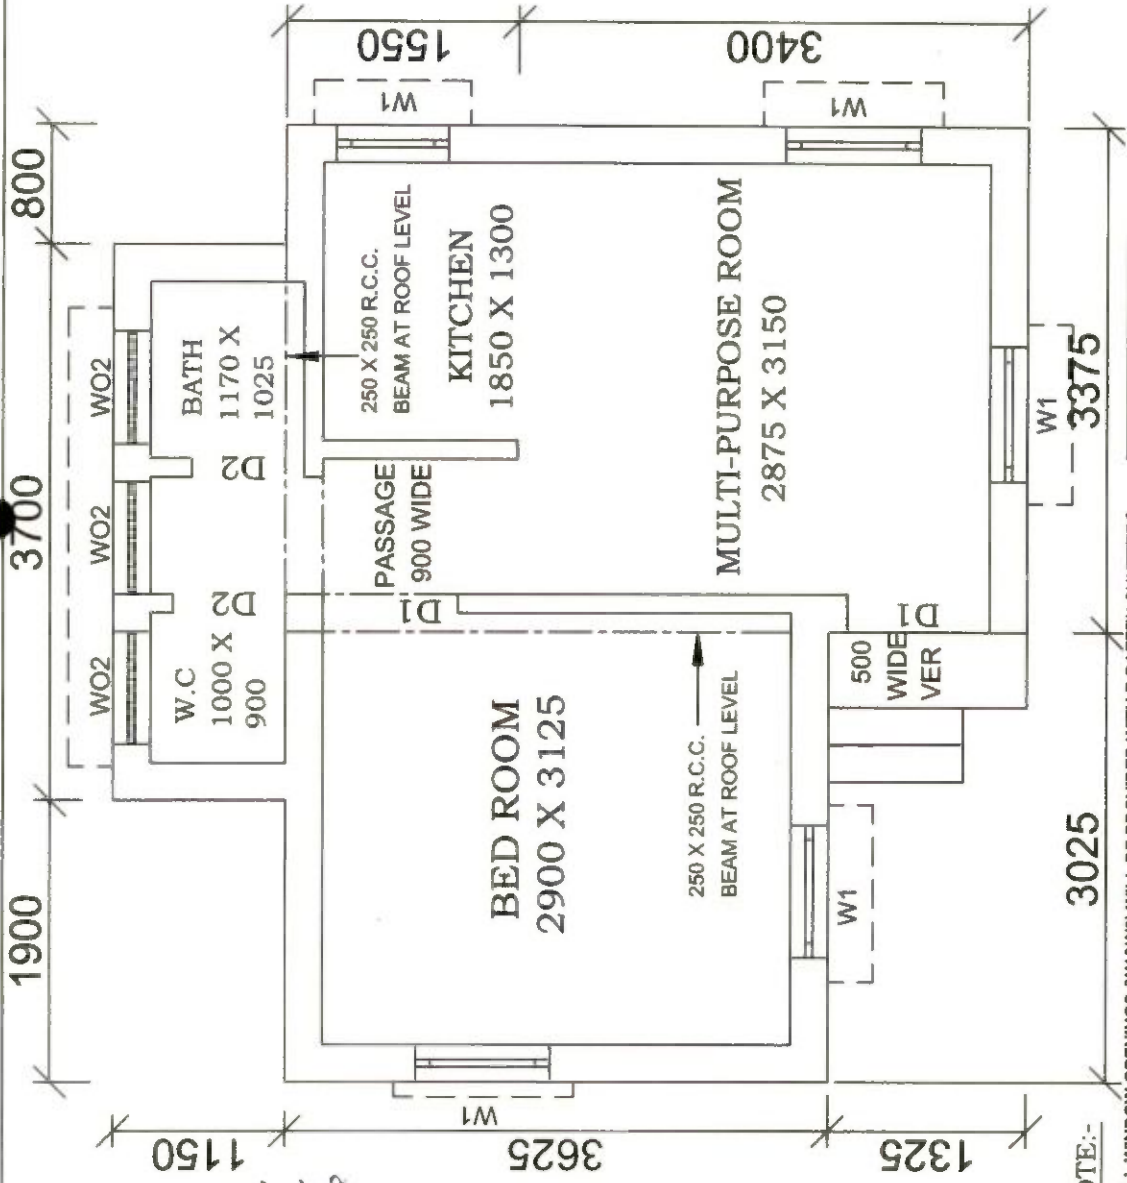 800
3700
1900
1550
3400
W1
W1
WO2
WO2
WO2
BATH
1170 X
1025
D2
D2
W.C
1000 X
900
250 X 250 R.C.C.
BEAM AT ROOF LEVEL
KITCHEN
1850 X 1300
PASSAGE
900 WIDE
D1
MULTI-PURPOSE ROOM
2875 X 3150
D1
500
WIDE
VER
BED ROOM
2900 X 3125
250 X 250 R.C.C.
BEAM AT ROOF LEVEL
W1
W1
W1
3375
3025
1150
3625
1325